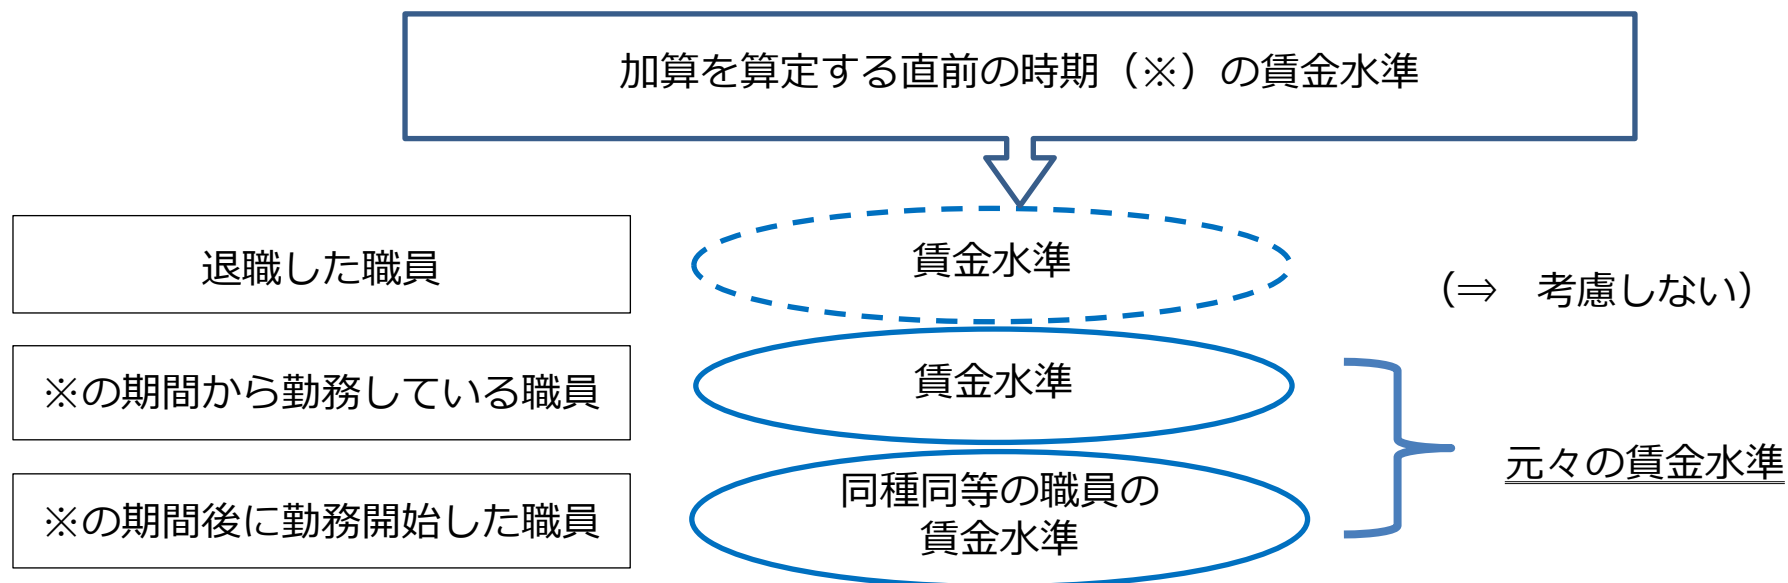 加算を算定する直前の時期（※）の賃金水準
退職した職員
賃金水準
（⇒　考慮しない）
※の期間から勤務している職員
賃金水準
元々の賃金水準
※の期間後に勤務開始した職員
同種同等の職員の
賃金水準